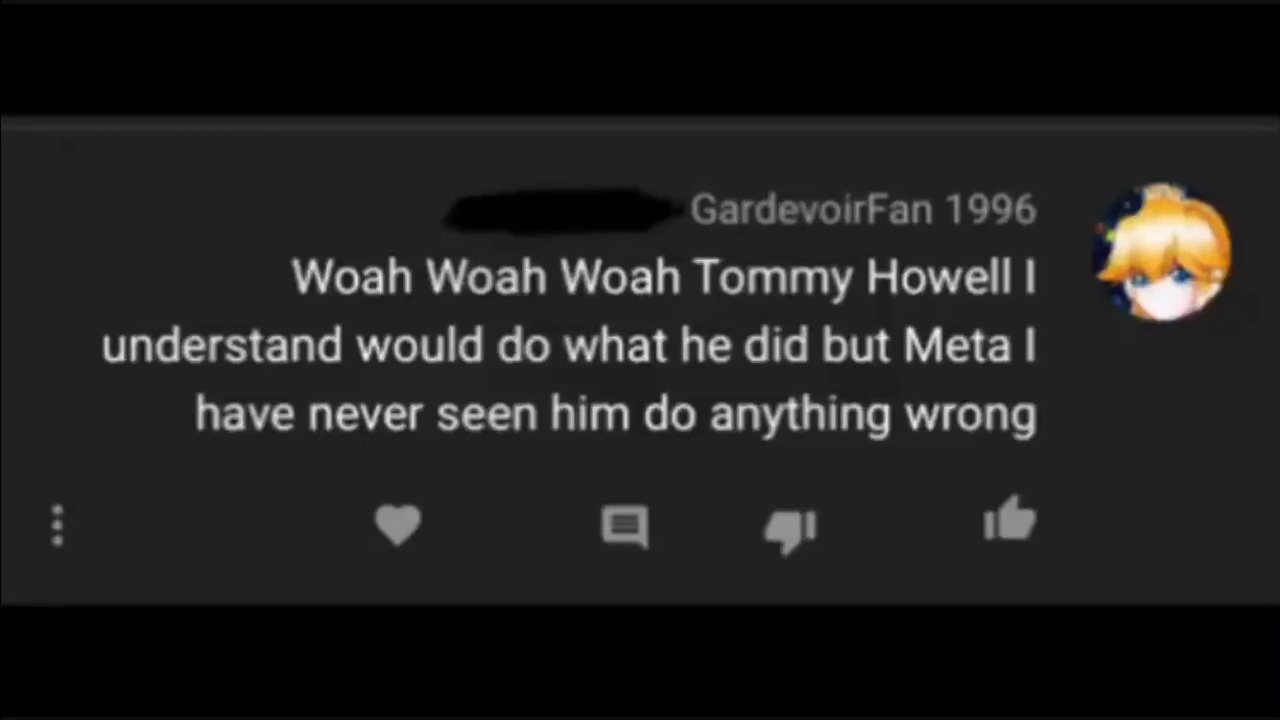 GardevoirFan 1996
Woah Woah Woah Tommy Howell I
understand would do what he did but Meta I
have never seen him do anything wrong